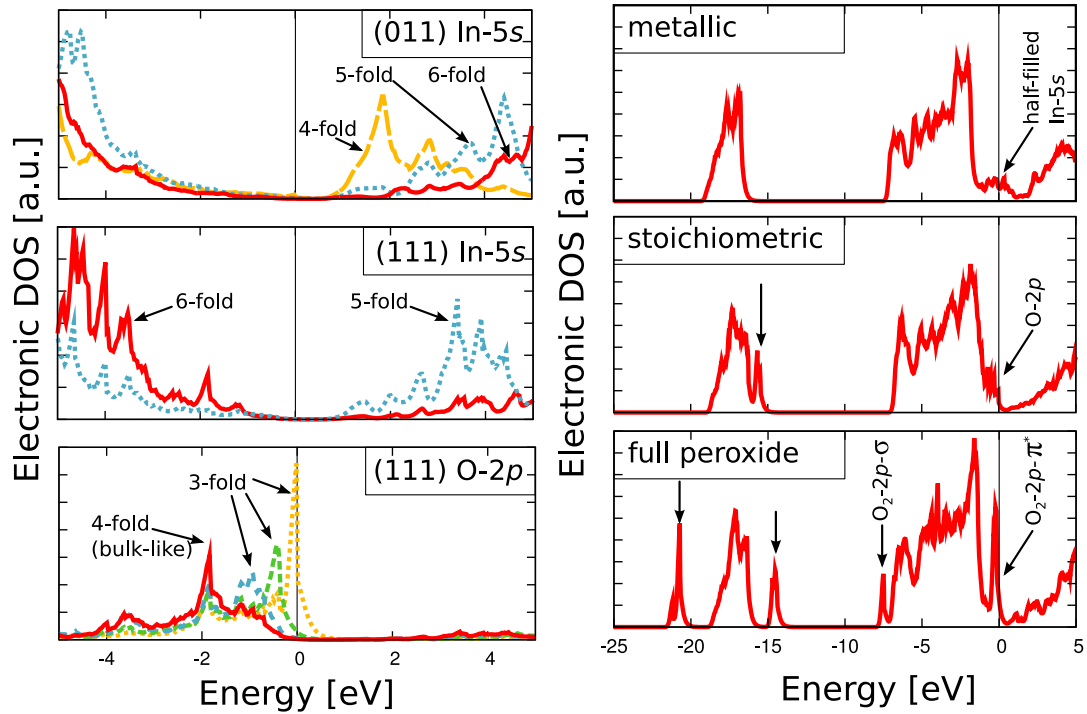 Electronic DOS [a.u.]
(011) In-5s
5-fold
6-fold
4-fold
(111) In-5s
6-fold
5-fold
(111) O-2p
3-fold
4-fold
(bulk-like)
-4
-2
0
2
4
Energy [eV]
Electronic DOS [a.u.]
metallic
half-filled
In-5s
stoichiometric
O-2p
full peroxide
O₂-2p-σ
O₂-2p-π*
-25
-20
-15
-10
-5
0
5
Energy [eV]